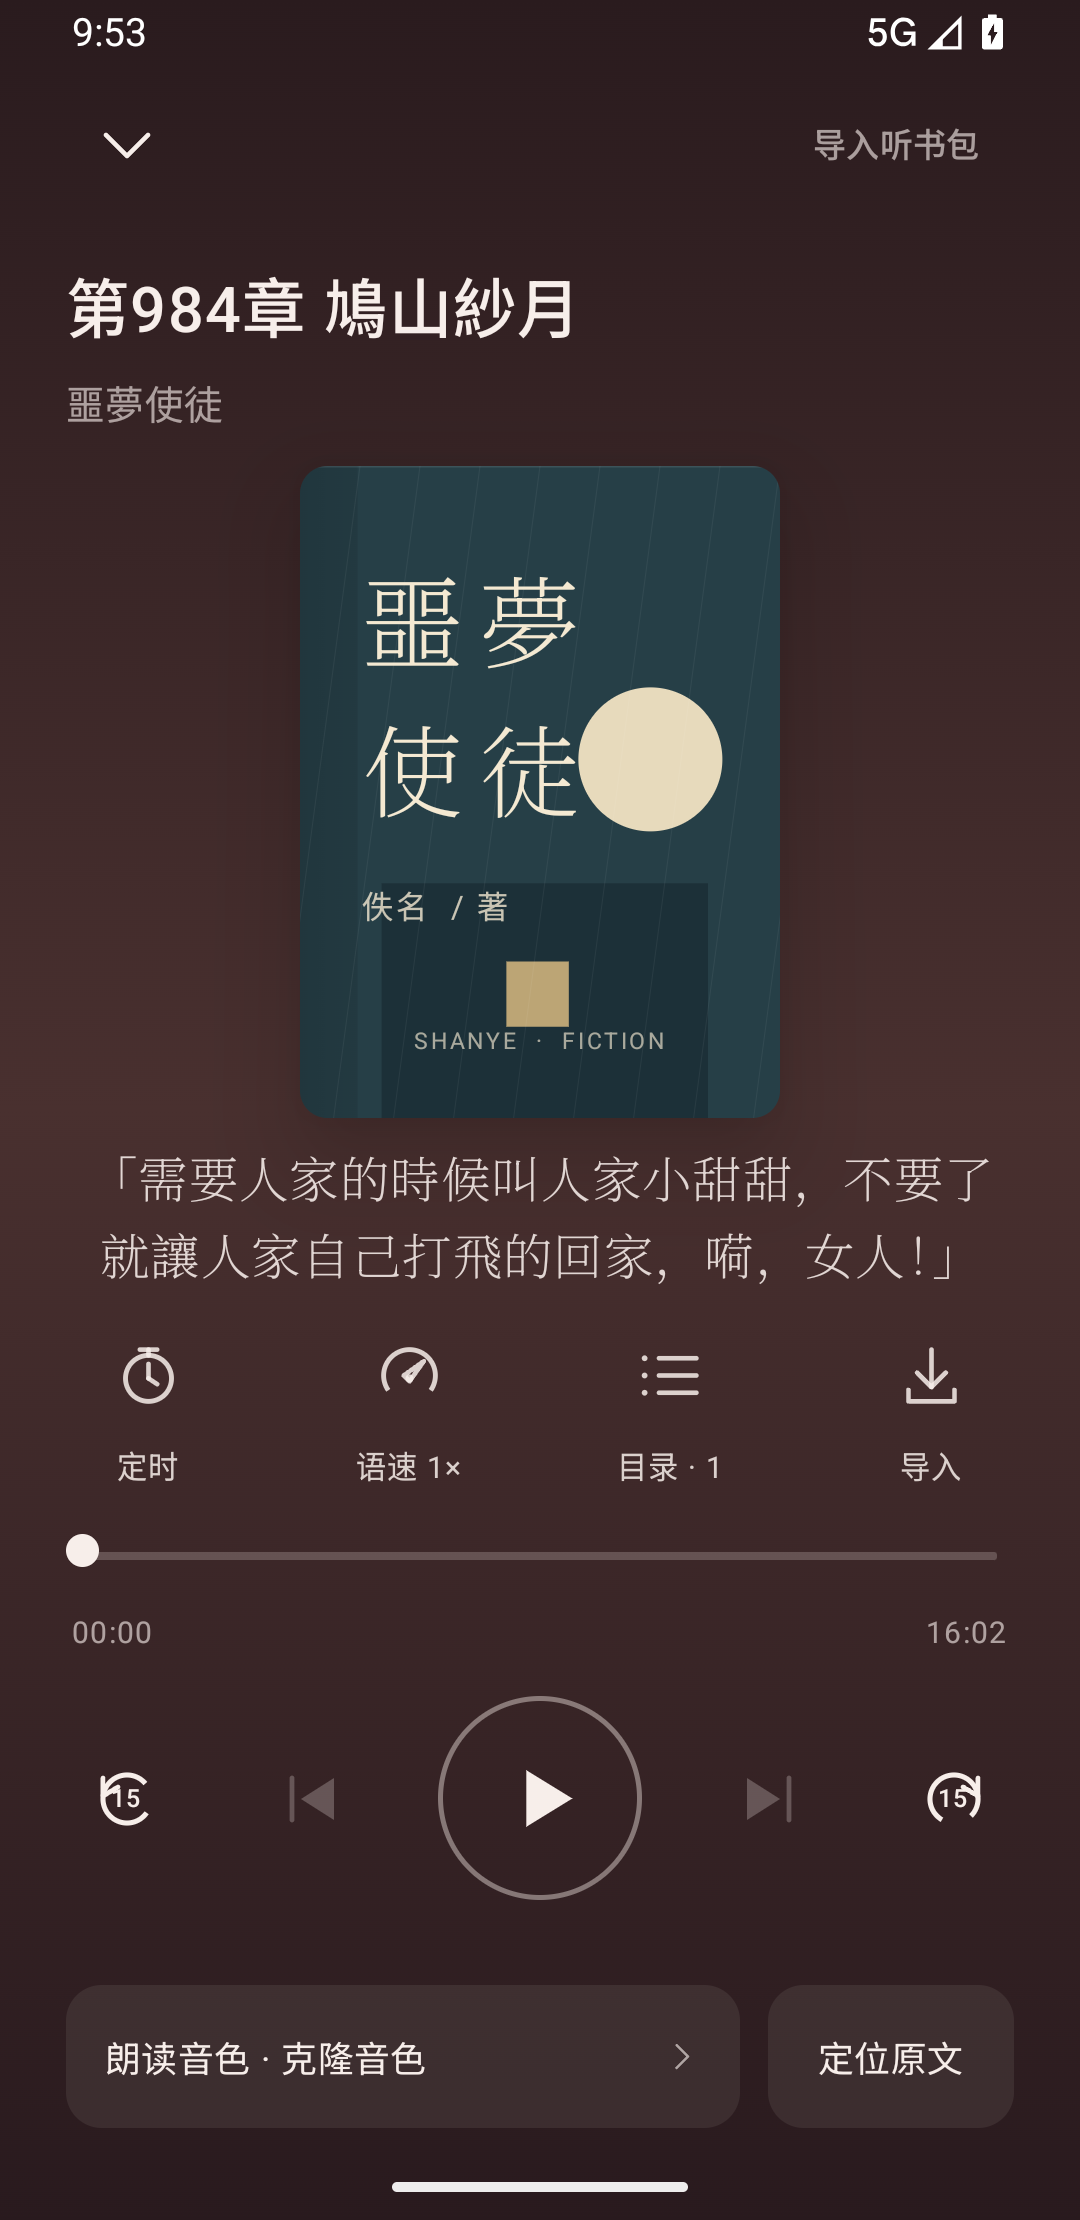 9:53
5G
导入听书包
第984章 鳩山紗月
噩夢使徒
噩夢
使徒
佚名 / 著
SHANYE · FICTION
「需要人家的時候叫人家小甜甜，不要了
就讓人家自己打飛的回家，嗬，女人！」
定时
语速 1×
目录 · 1
导入
00:00
16:02
15
15
朗读音色 · 克隆音色
定位原文